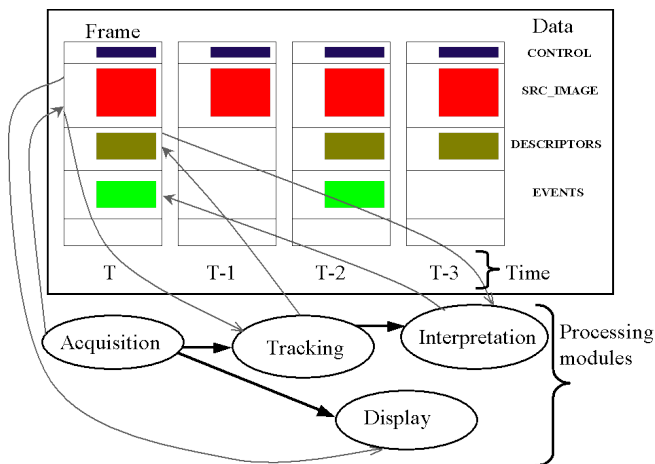 Frame
Data
CONTROL
SRC_IMAGE
DESCRIPTORS
EVENTS
T
T-1
T-2
T-3
Time
Acquisition
Tracking
Interpretation
Display
Processing
modules